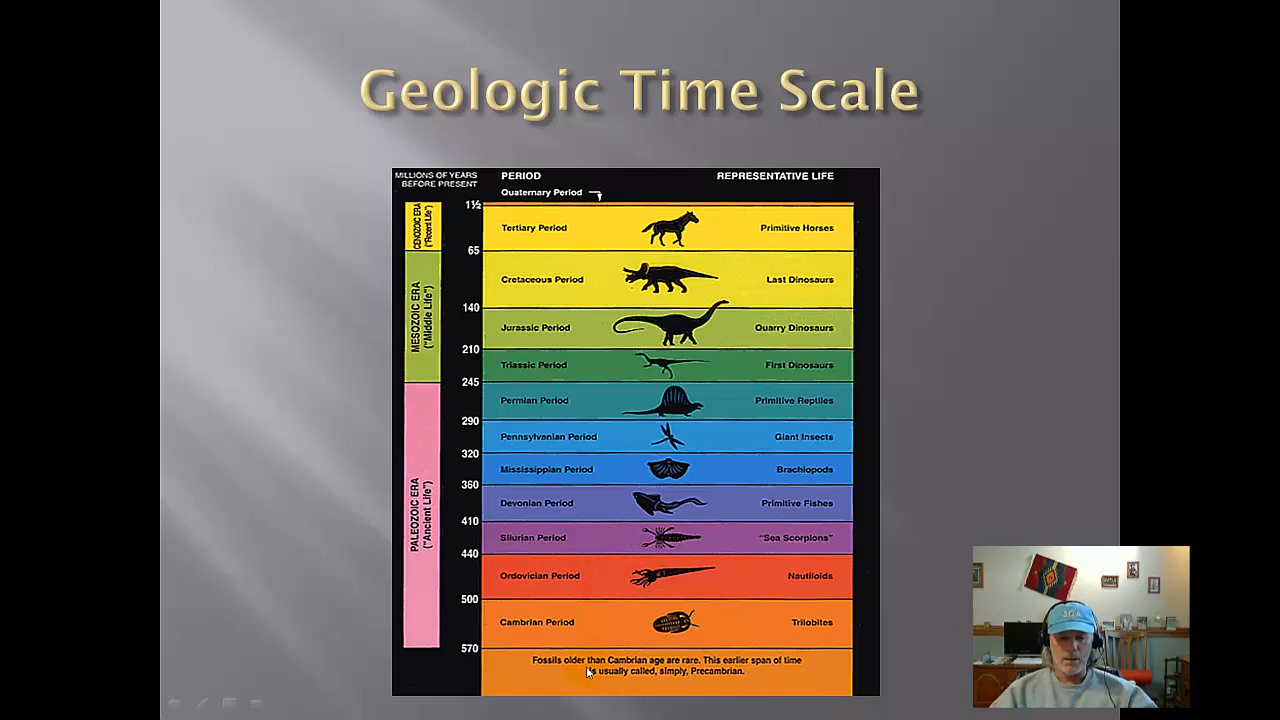 Geologic Time Scale
MILLIONS OF YEARS
BEFORE PRESENT
PERIOD
REPRESENTATIVE LIFE
Quaternary Period
1½
CENOZOIC ERA
("Recent Life")
Tertiary Period
Primitive Horses
65
MESOZOIC ERA
("Middle Life")
Cretaceous Period
Last Dinosaurs
140
Jurassic Period
Quarry Dinosaurs
210
Triassic Period
First Dinosaurs
245
PALEOZOIC ERA
("Ancient Life")
Permian Period
Primitive Reptiles
290
Pennsylvanian Period
Giant Insects
320
Mississippian Period
Brachiopods
360
Devonian Period
Primitive Fishes
410
Silurian Period
"Sea Scorpions"
440
Ordovician Period
Nautiloids
500
Cambrian Period
Trilobites
570
Fossils older than Cambrian age are rare. This earlier span of time
is usually called, simply, Precambrian.